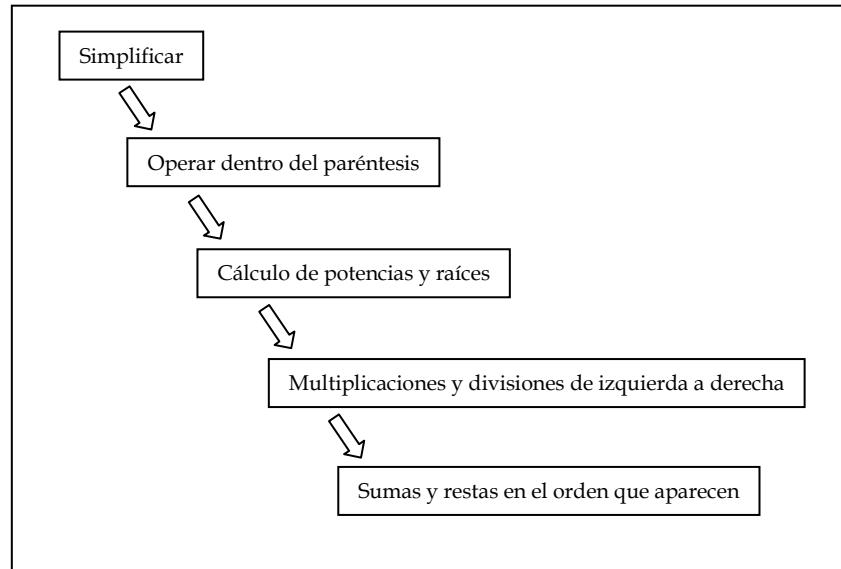 Simplificar
Operar dentro del paréntesis
Cálculo de potencias y raíces
Multiplicaciones y divisiones de izquierda a derecha
Sumas y restas en el orden que aparecen